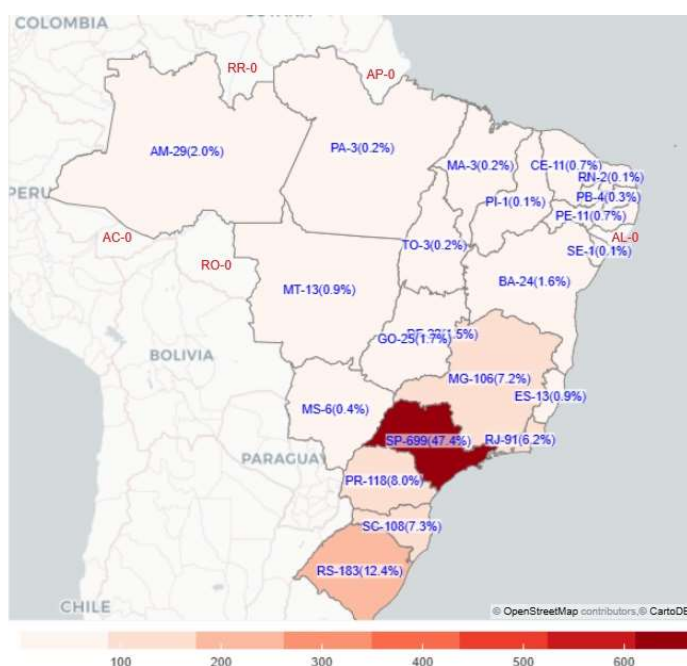 COLOMBIA
RR-0
AP-0
AM-29(2.0%)
PA-3(0.2%)
MA-3(0.2%)
CE-11(0.7%)
RN-2(0.1%)
PB-4(0.3%)
PI-1(0.1%)
PE-11(0.7%)
PERU
AC-0
AL-0
RO-0
TO-3(0.2%)
SE-1(0.1%)
BA-24(1.6%)
MT-13(0.9%)
GO-25(1.7%)
BOLIVIA
MG-106(7.2%)
ES-13(0.9%)
MS-6(0.4%)
SP-699(47.4%)
RJ-91(6.2%)
PARAGUAY
PR-118(8.0%)
SC-108(7.3%)
RS-183(12.4%)
CHILE
© OpenStreetMap contributors,© CartoDB
100 200 300 400 500 600